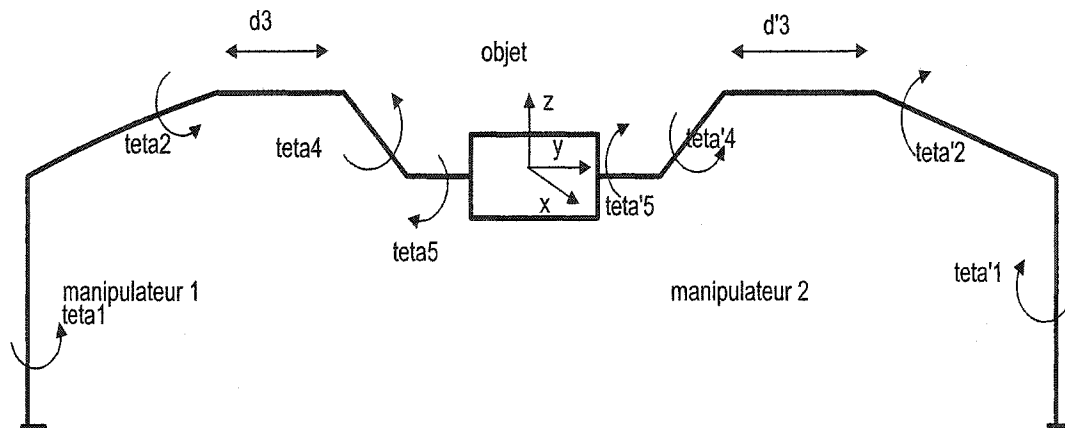 d3
d'3
objet
z
teta2
teta4
y
teta'4
teta'2
x
teta'5
teta5
teta'1
manipulateur 1
manipulateur 2
teta1